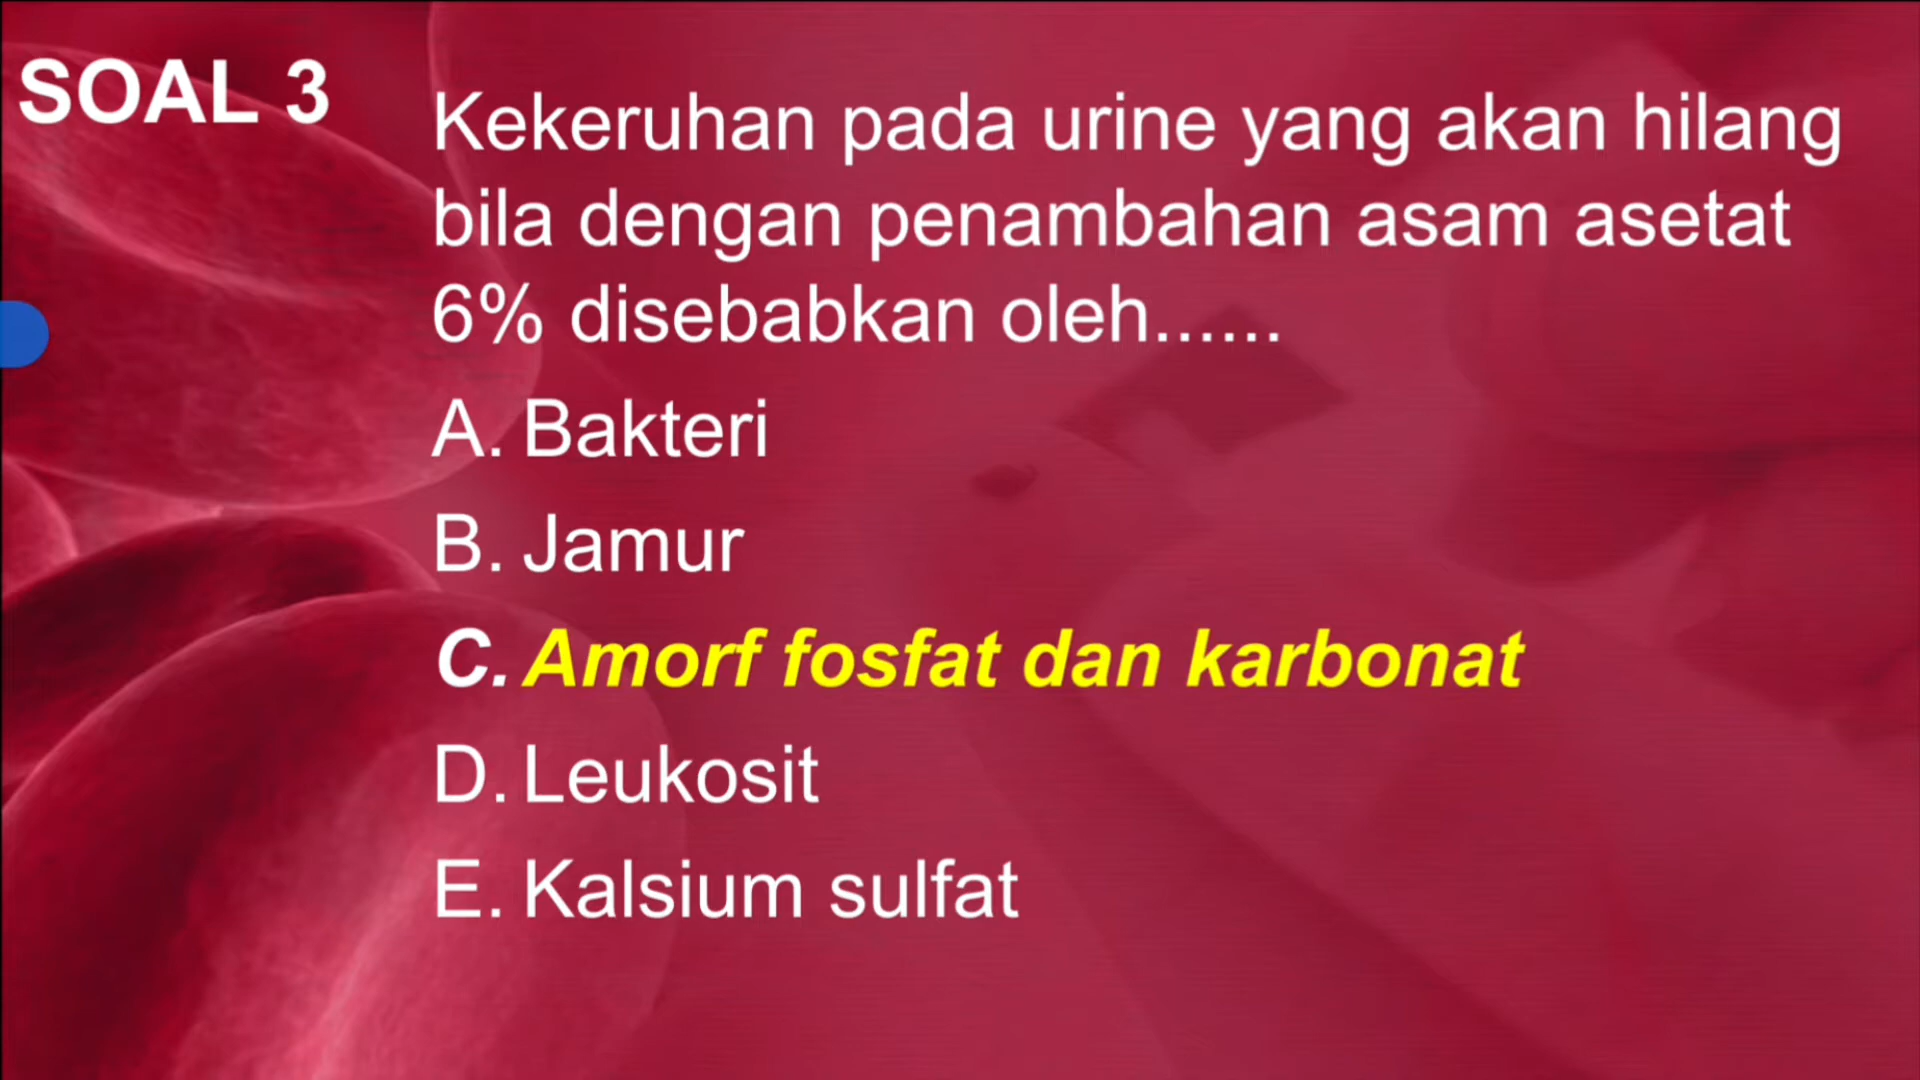 SOAL 3
Kekeruhan pada urine yang akan hilang
bila dengan penambahan asam asetat
6% disebabkan oleh......
A. Bakteri
B. Jamur
C. Amorf fosfat dan karbonat
D. Leukosit
E. Kalsium sulfat